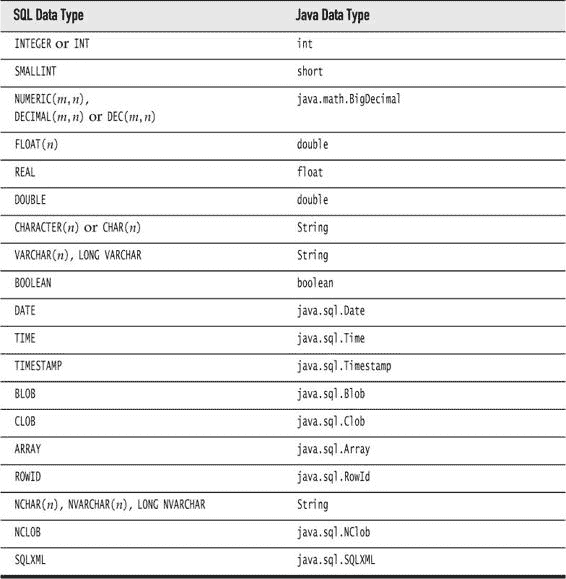 SQL Data Type Java Data Type
INTEGER or INT int
SMALLINT short
NUMERIC(m,n), java.math.BigDecimal
DECIMAL(m,n) or DEC(m,n)
FLOAT(n) double
REAL float
DOUBLE double
CHARACTER(n) or CHAR(n) String
VARCHAR(n), LONG VARCHAR String
BOOLEAN boolean
DATE java.sql.Date
TIME java.sql.Time
TIMESTAMP java.sql.Timestamp
BLOB java.sql.Blob
CLOB java.sql.Clob
ARRAY java.sql.Array
ROWID java.sql.RowId
NCHAR(n), NVARCHAR(n), LONG NVARCHAR String
NCLOB java.sql.NClob
SQLXML java.sql.SQLXML